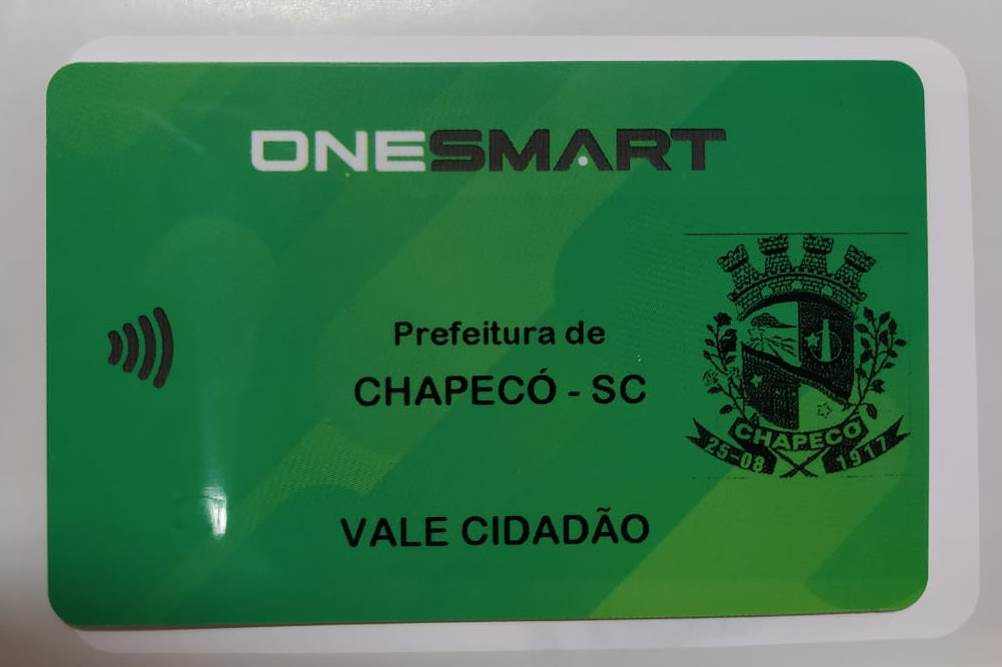 ONESMART
Prefeitura de
CHAPECÓ - SC
CHAPECÓ
25-08 1917
VALE CIDADÃO